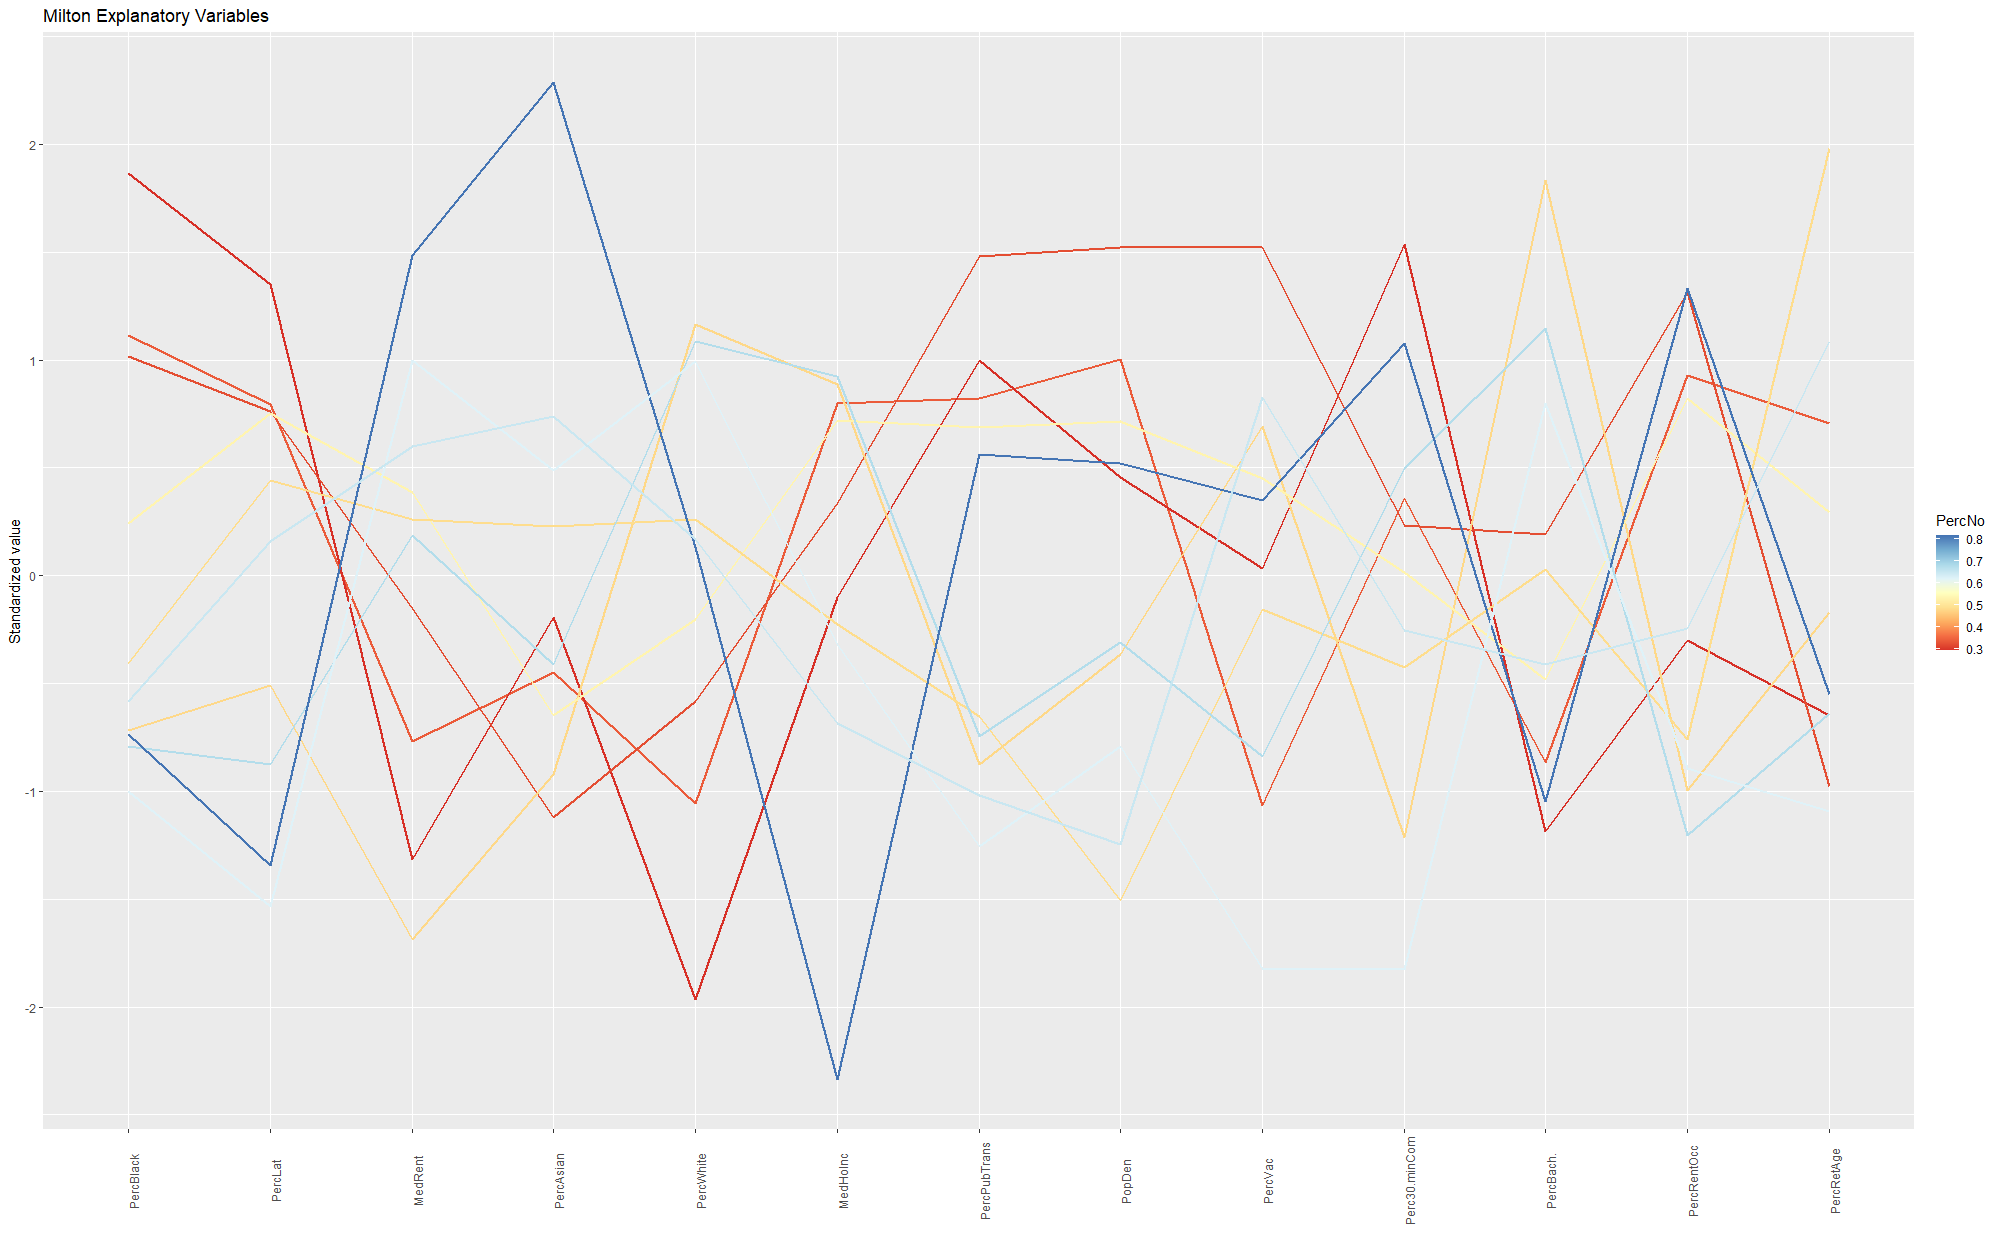 Milton Explanatory Variables
Standardized value
2
1
0
-1
-2
PercBlack
PercLat
MedRent
PercAsian
PercWhite
MedHoInc
PercPubTrans
PopDen
PercVac
Perc30.minCom
PercBach.
PercRentOcc
PercRetAge
PercNo
0.8
0.7
0.6
0.5
0.4
0.3